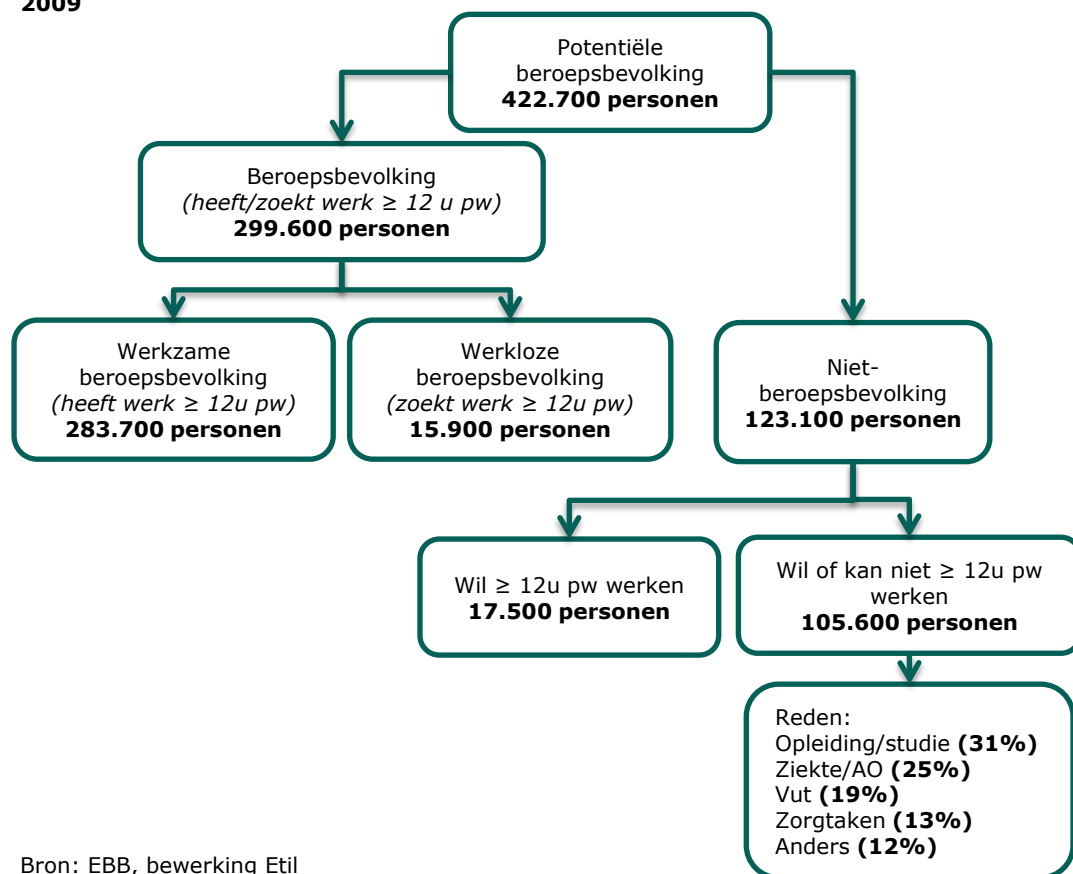 2009
Potentiële
beroepsbevolking
422.700 personen
Beroepsbevolking
(heeft/zoekt werk ≥ 12 u pw)
299.600 personen
Werkzame
beroepsbevolking
(heeft werk ≥ 12u pw)
283.700 personen
Werkloze
beroepsbevolking
(zoekt werk ≥ 12u pw)
15.900 personen
Niet-
beroepsbevolking
123.100 personen
Wil ≥ 12u pw werken
17.500 personen
Wil of kan niet ≥ 12u pw
werken
105.600 personen
Reden:
Opleiding/studie (31%)
Ziekte/AO (25%)
Vut (19%)
Zorgtaken (13%)
Anders (12%)
Bron: EBB, bewerking Etil